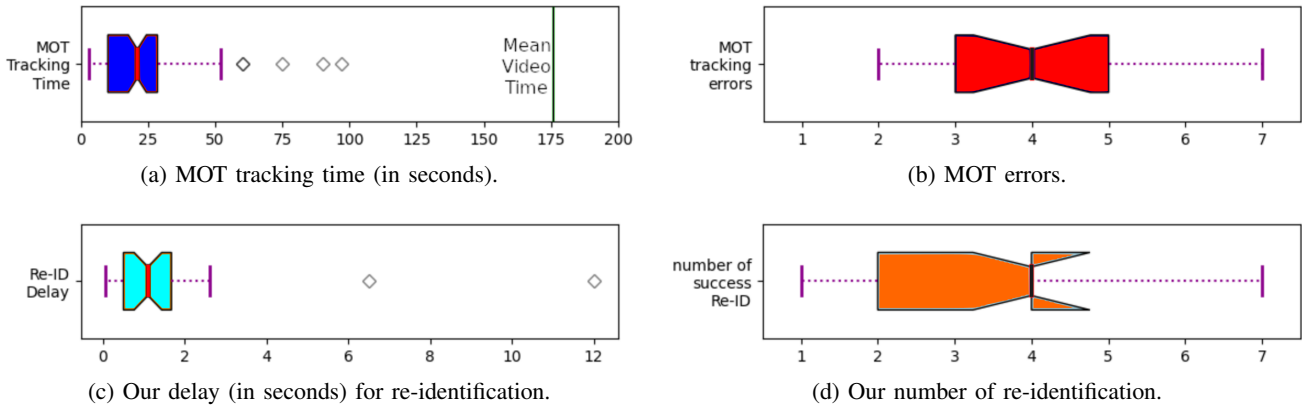 MOT
Tracking
Time
Mean
Video
Time
0 25 50 75 100 125 150 175 200
(a) MOT tracking time (in seconds).
MOT
tracking
errors
1 2 3 4 5 6 7
(b) MOT errors.
Re-ID
Delay
0 2 4 6 8 10 12
(c) Our delay (in seconds) for re-identification.
number of
success
Re-ID
1 2 3 4 5 6 7
(d) Our number of re-identification.